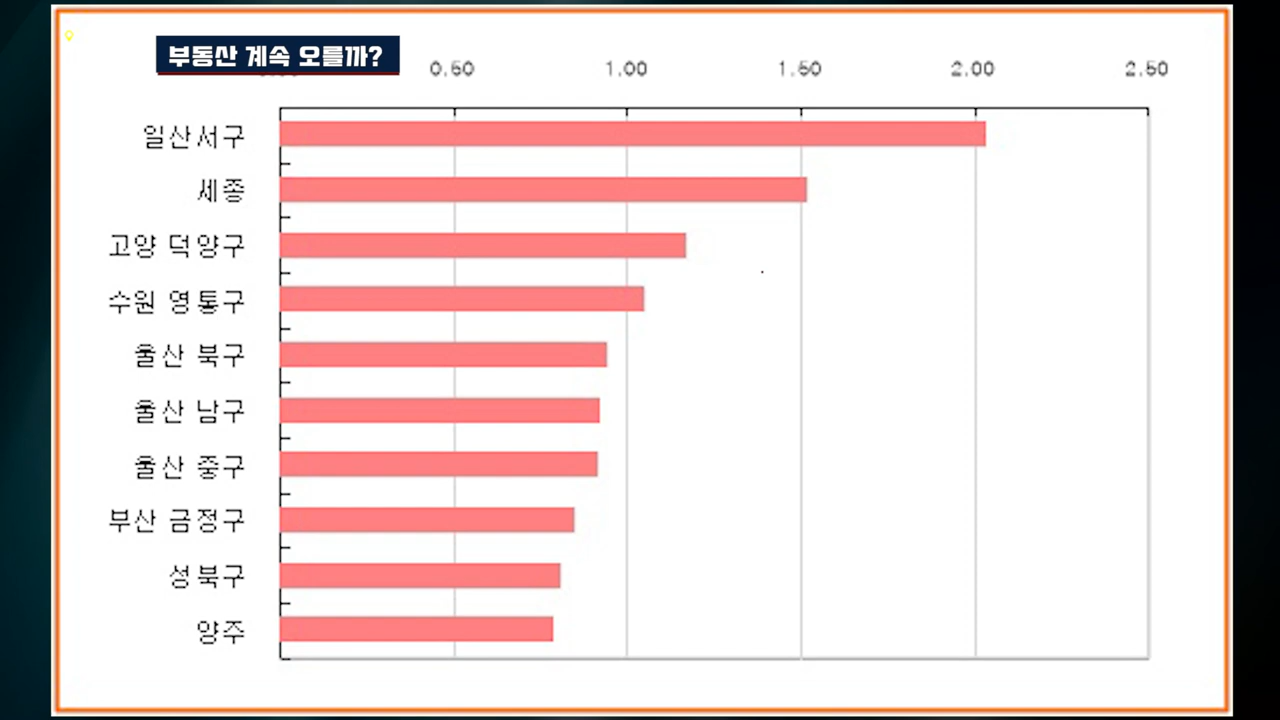 부동산 계속 오를까?
0.50 1.00 1.50 2.00 2.50
일산서구
세종
고양 덕양구
수원 영통구
울산 북구
울산 남구
울산 중구
부산 금정구
성북구
양주